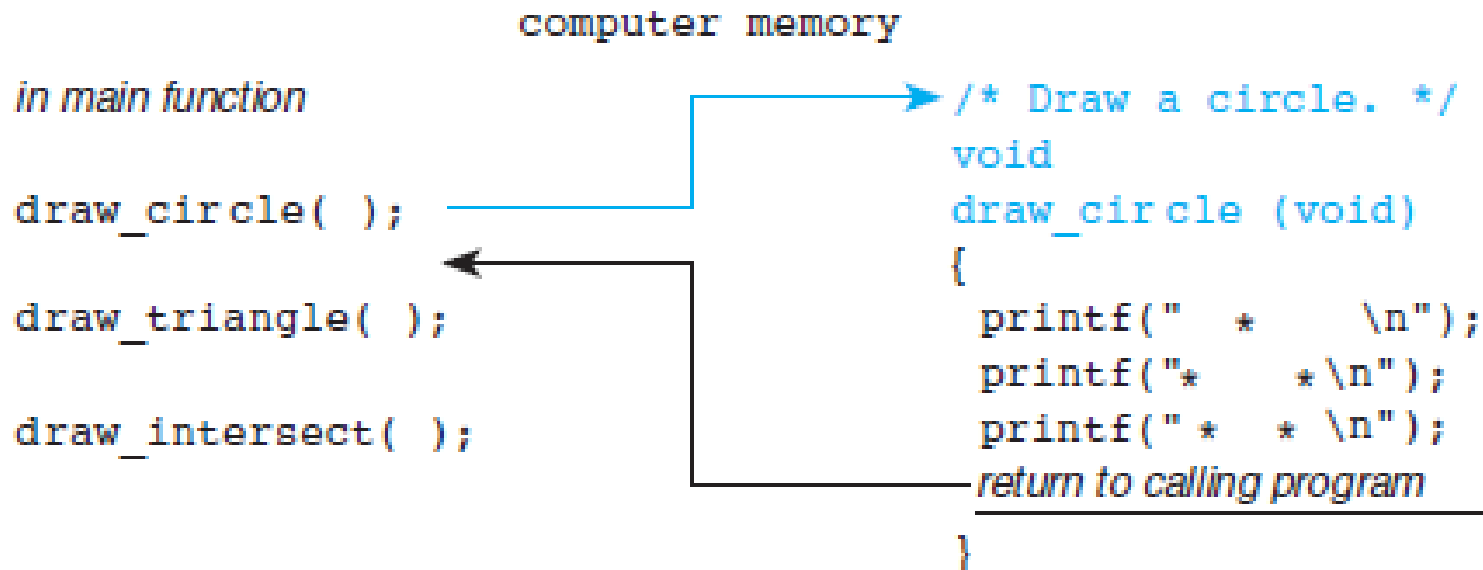 computer memory
in main function
draw_circle( );
draw_triangle( );
draw_intersect( );
/* Draw a circle. */
void
draw_circle (void)
{
printf("  *    \n");
printf("*    *\n");
printf(" *  * \n");
return to calling program
}